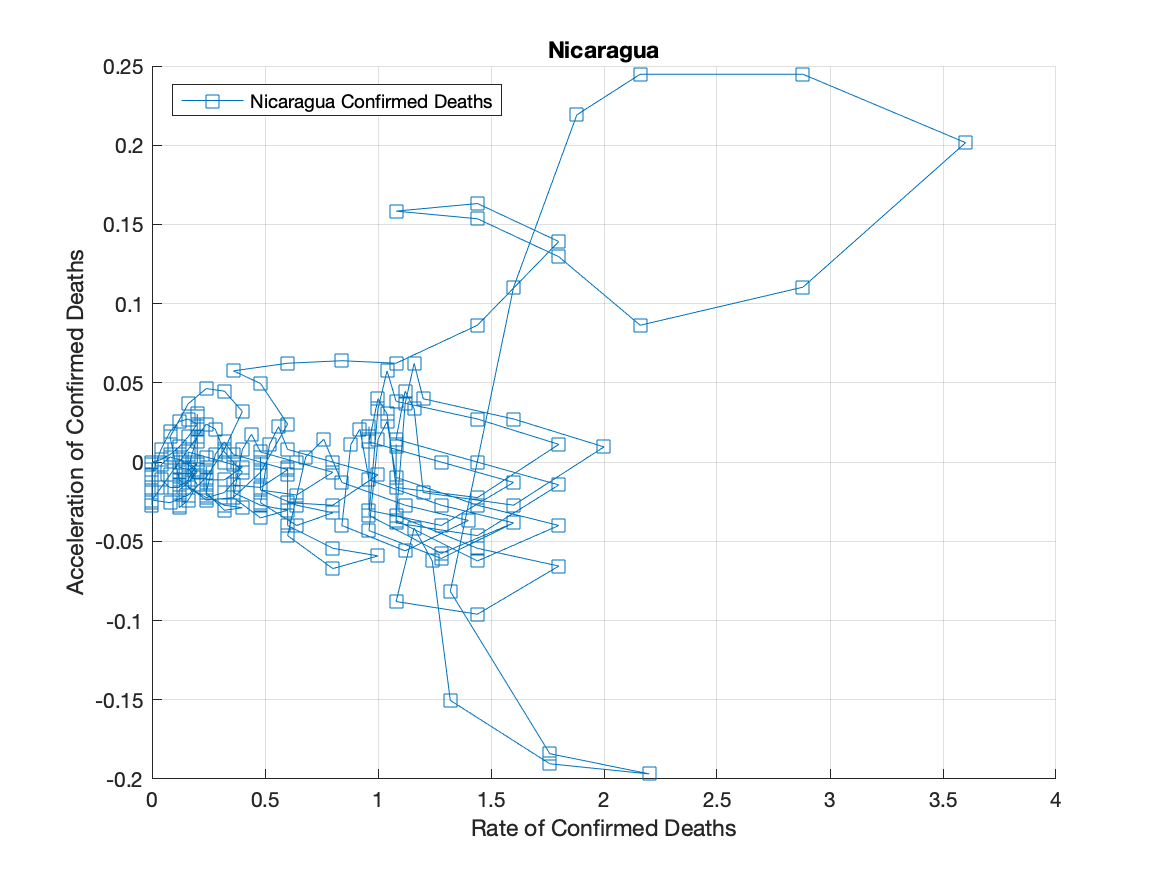 Nicaragua
Nicaragua Confirmed Deaths
Acceleration of Confirmed Deaths
0.25
0.2
0.15
0.1
0.05
0
-0.05
-0.1
-0.15
-0.2
0 0.5 1 1.5 2 2.5 3 3.5 4
Rate of Confirmed Deaths